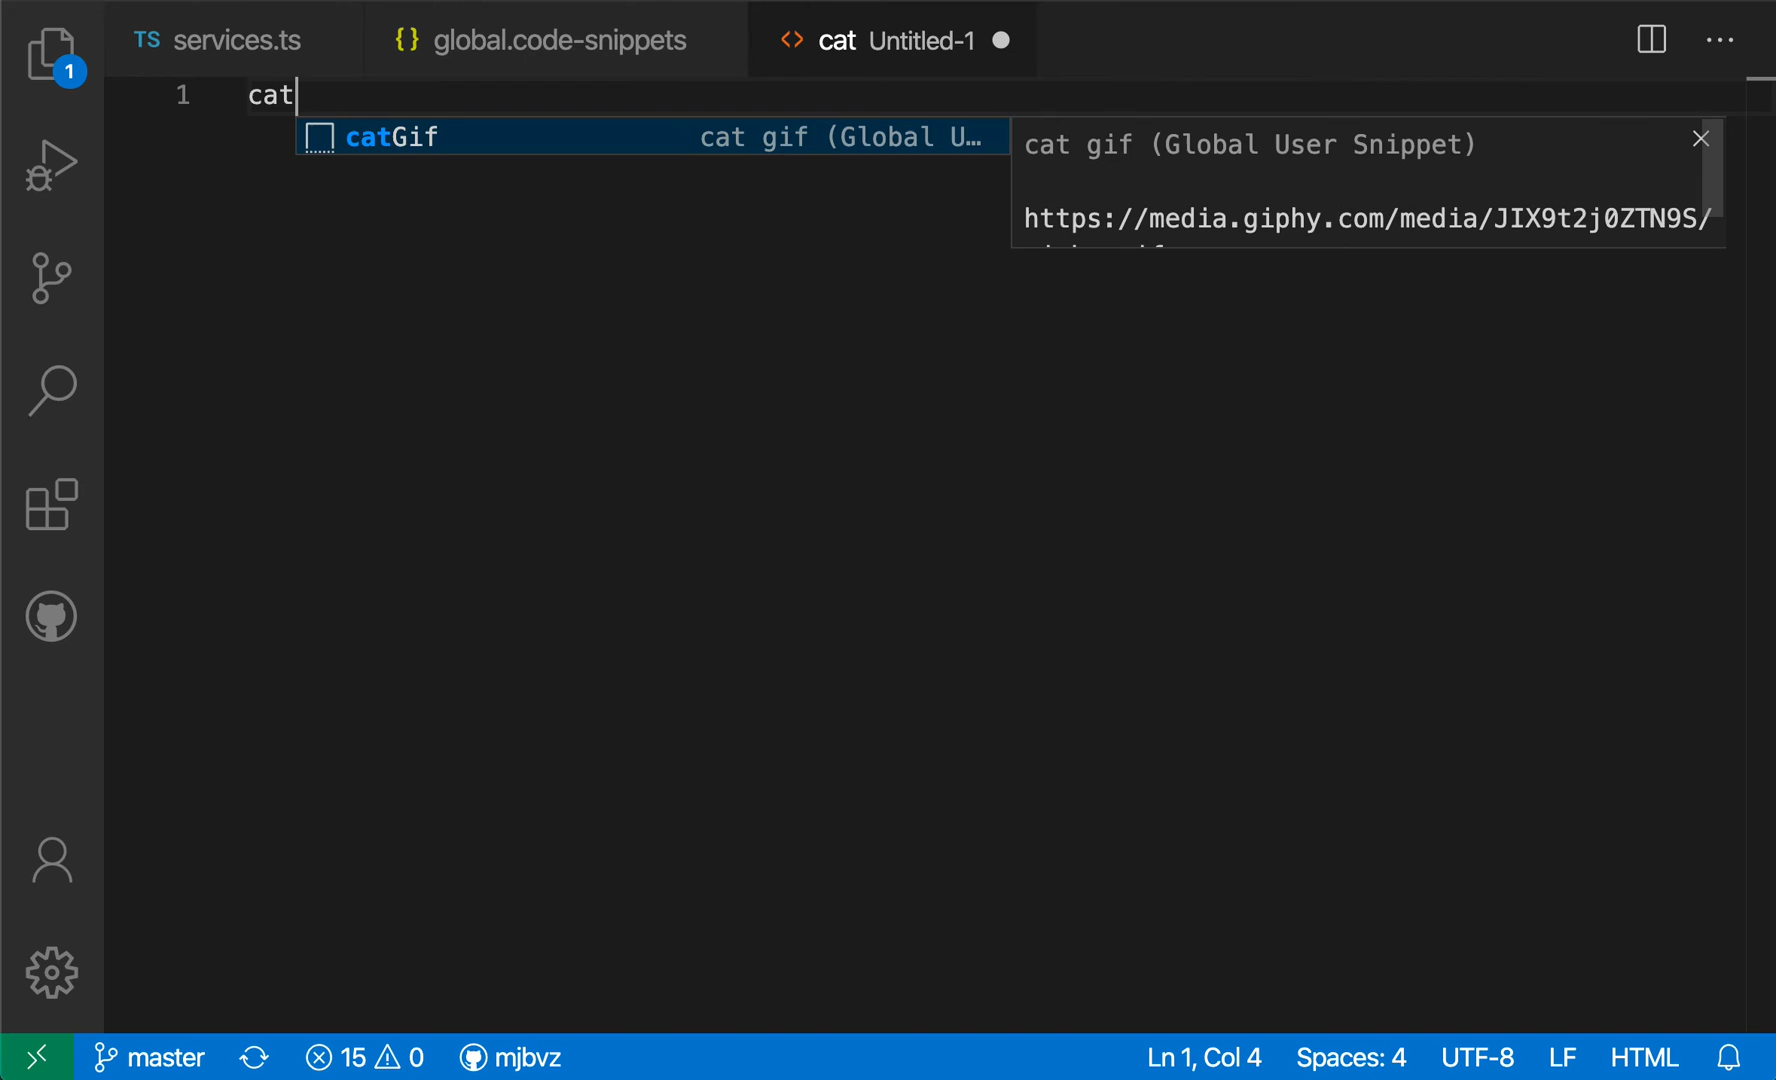 TS services.ts {} global.code-snippets <> cat Untitled-1
1
1 cat
catGif cat gif (Global U…
cat gif (Global User Snippet)
https://media.giphy.com/media/JIX9t2j0ZTN9S/
master 15 0 mjbvz Ln 1, Col 4 Spaces: 4 UTF-8 LF HTML